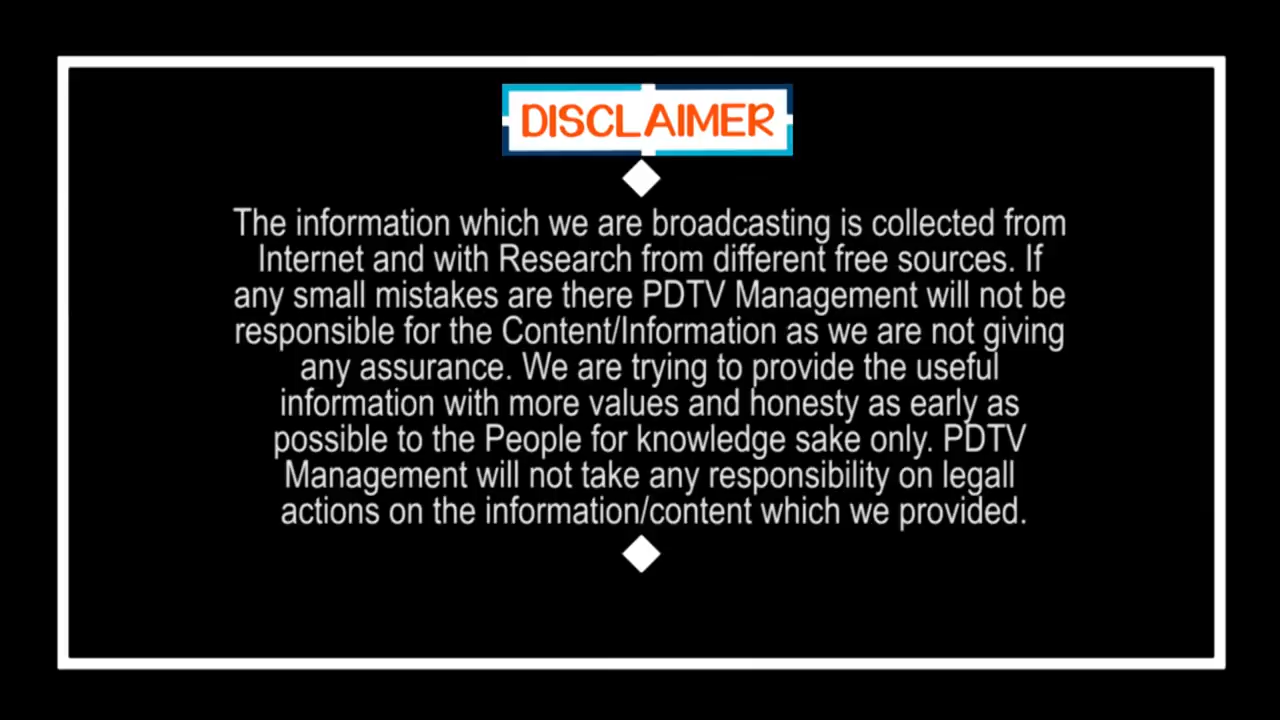 DISCLAIMER
The information which we are broadcasting is collected from
Internet and with Research from different free sources. If
any small mistakes are there PDTV Management will not be
responsible for the Content/Information as we are not giving
any assurance. We are trying to provide the useful
information with more values and honesty as early as
possible to the People for knowledge sake only. PDTV
Management will not take any responsibility on legall
actions on the information/content which we provided.